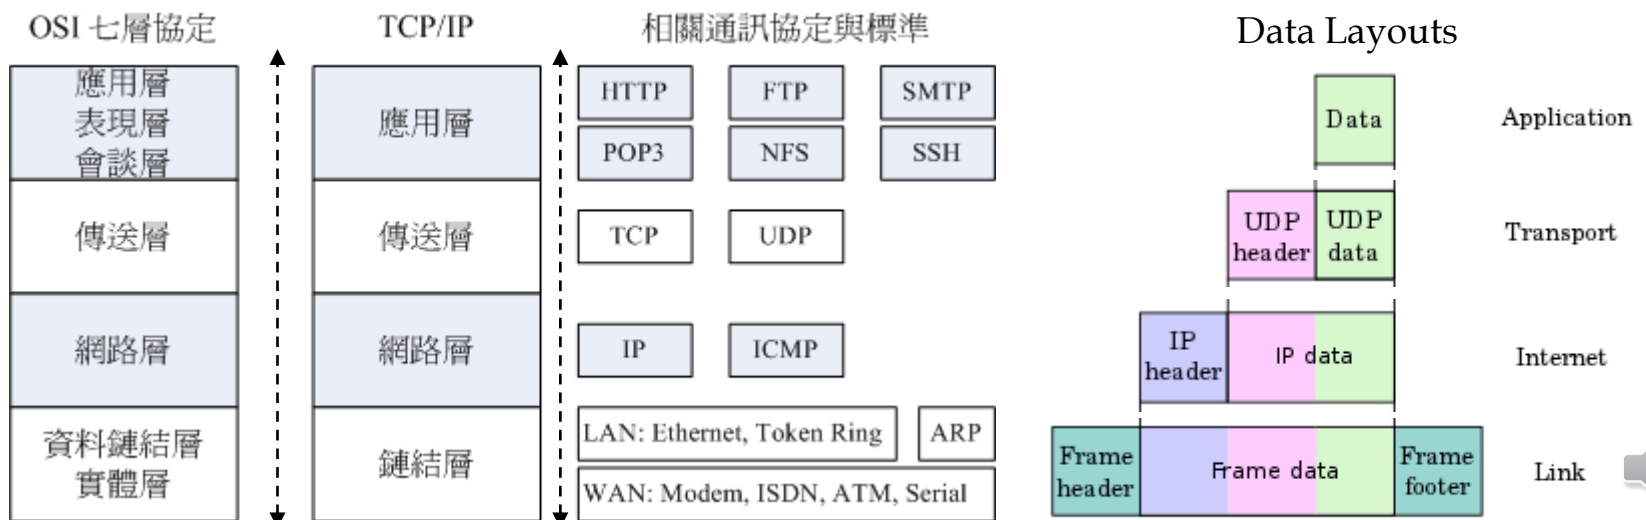 OSI 七層協定
TCP/IP
相關通訊協定與標準
Data Layouts
應用層
表現層
會談層
傳送層
網路層
資料鏈結層
實體層
應用層
傳送層
網路層
鏈結層
HTTP
FTP
SMTP
POP3
NFS
SSH
TCP
UDP
IP
ICMP
LAN: Ethernet, Token Ring
ARP
WAN: Modem, ISDN, ATM, Serial
Data
Application
UDP
header
UDP
data
Transport
IP
header
IP data
Internet
Frame
header
Frame data
Frame
footer
Link